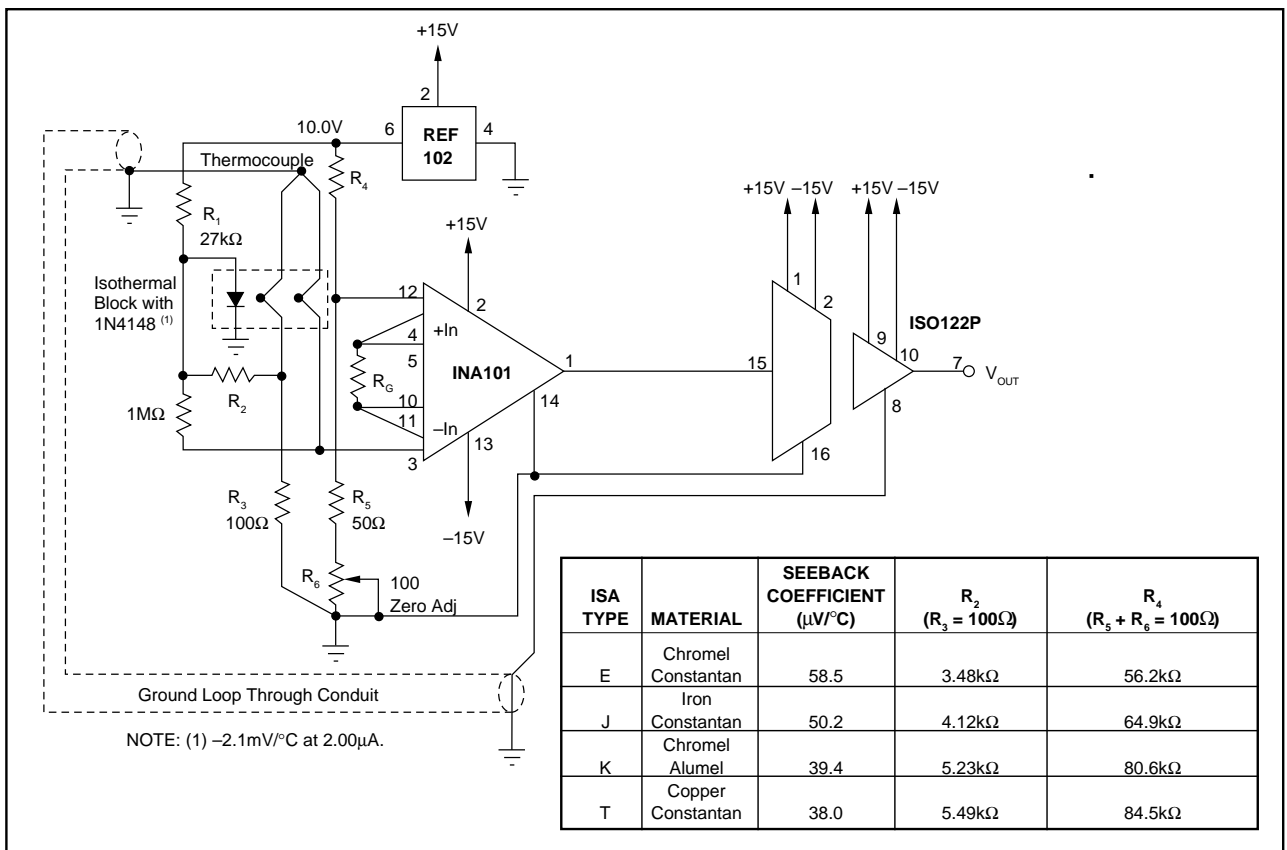 +15V
2
10.0V
6
REF
102
4
Thermocouple
R4
R1
27kΩ
+15V
+15V –15V
+15V –15V
Isothermal
Block with
1N4148 (1)
12
2
1
2
+In
4
5
9
ISO122P
10
RG
INA101
1
15
7
VOUT
R2
10
14
8
1MΩ
11
–In
3
13
16
R3
100Ω
R5
50Ω
–15V
R6
100
Zero Adj
Ground Loop Through Conduit
NOTE: (1) –2.1mV/°C at 2.00µA.
ISA
TYPE
MATERIAL
SEEBACK
COEFFICIENT
(µV/°C)
R2
(R3 = 100Ω)
R4
(R5 + R6 = 100Ω)
E
Chromel
Constantan
58.5
3.48kΩ
56.2kΩ
J
Iron
Constantan
50.2
4.12kΩ
64.9kΩ
K
Chromel
Alumel
39.4
5.23kΩ
80.6kΩ
T
Copper
Constantan
38.0
5.49kΩ
84.5kΩ